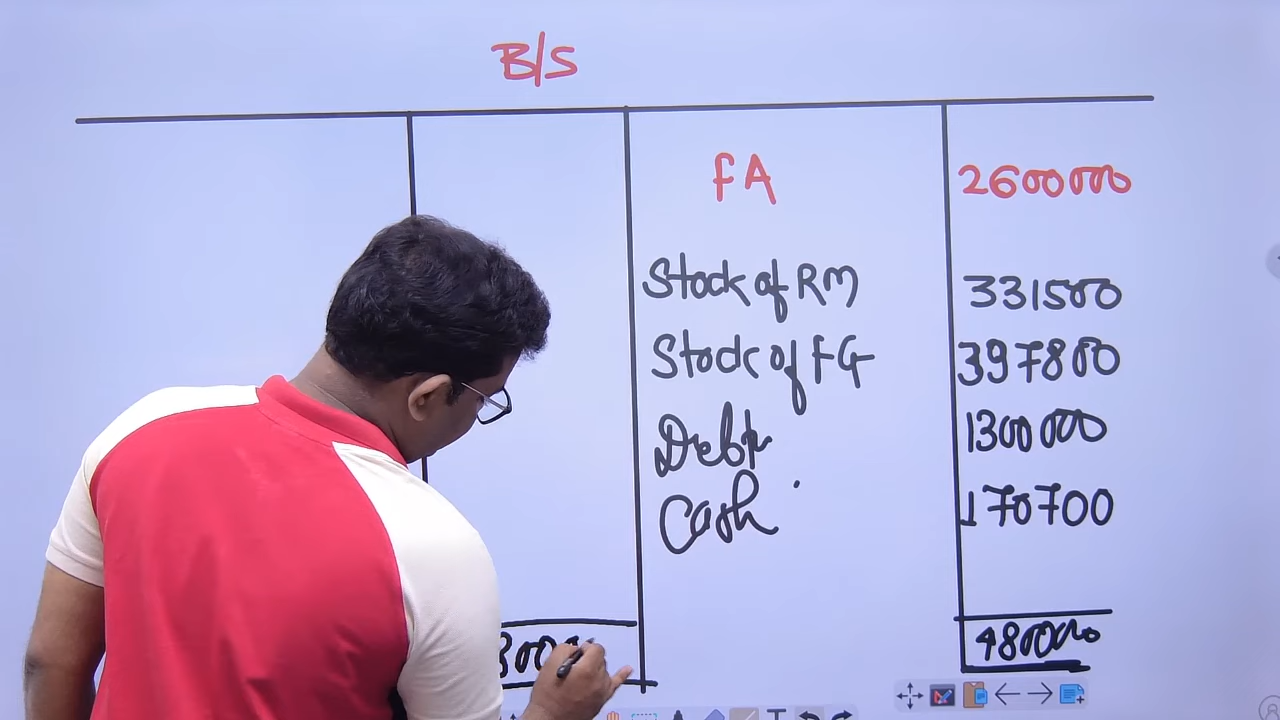 B/S
FA 2600000
Stock of RM 331500
Stock of FG 397800
Debtr 1300000
Cash 170700
4800000